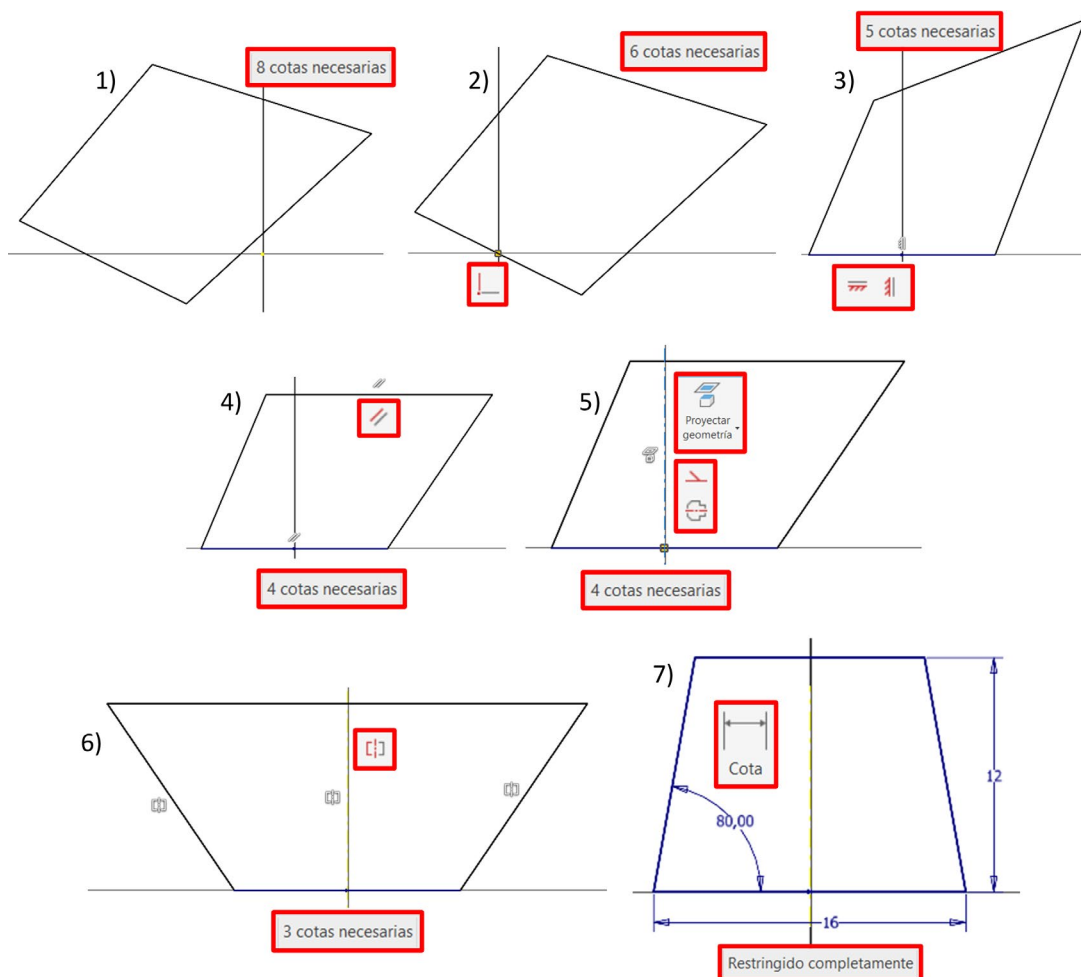 1)
8 cotas necesarias
2)
6 cotas necesarias
3)
5 cotas necesarias
4)
4 cotas necesarias
5)
Proyectar
geometría
4 cotas necesarias
6)
3 cotas necesarias
7)
Cota
12
80,00
16
Restringido completamente